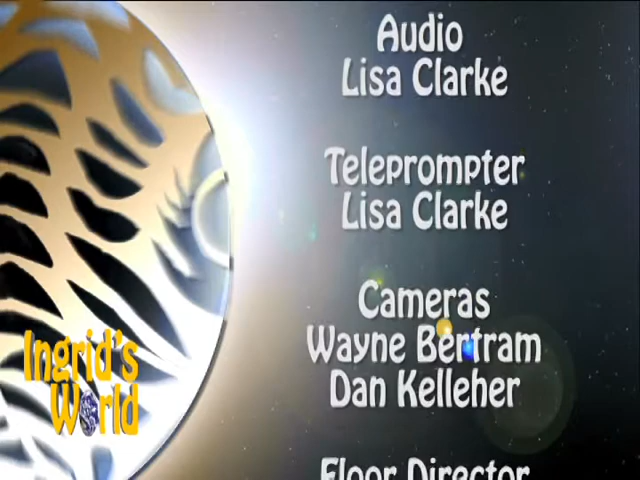 Audio
Lisa Clarke
Teleprompter
Lisa Clarke
Cameras
Wayne Bertram
Dan Kelleher
Floor Director
Ingrid's
World